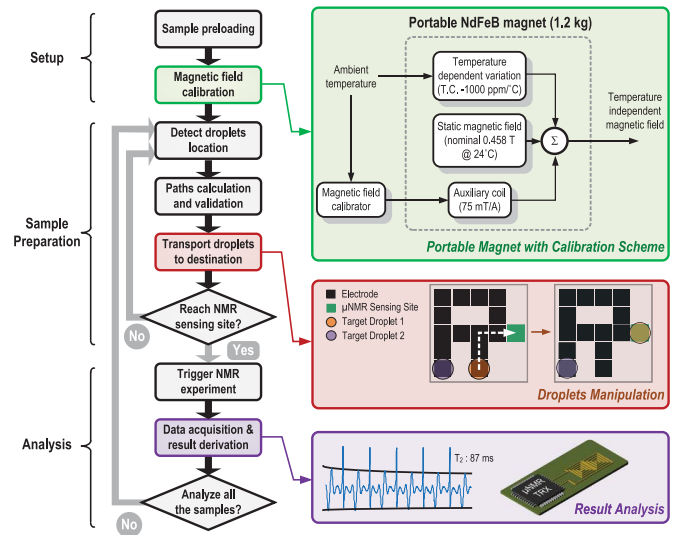 Setup
Sample preloading
Magnetic field
calibration
Sample
Preparation
Detect droplets
location
Paths calculation
and validation
Transport droplets
to destination
Reach NMR
sensing site?
No
Yes
Analysis
Trigger NMR
experiment
Data acquisition &
result derivation
Analyze all
the samples?
No
Portable NdFeB magnet (1.2 kg)
Ambient
temperature
Temperature
dependent variation
(T.C. -1000 ppm/˚C)
Static magnetic field
(nominal 0.458 T
@ 24˚C)
Σ
Temperature
independent
magnetic field
Magnetic field
calibrator
Auxiliary coil
(75 mT/A)
Portable Magnet with Calibration Scheme
Electrode
µNMR Sensing Site
Target Droplet 1
Target Droplet 2
Droplets Manipulation
T₂ : 87 ms
µNMR
TRX
Result Analysis